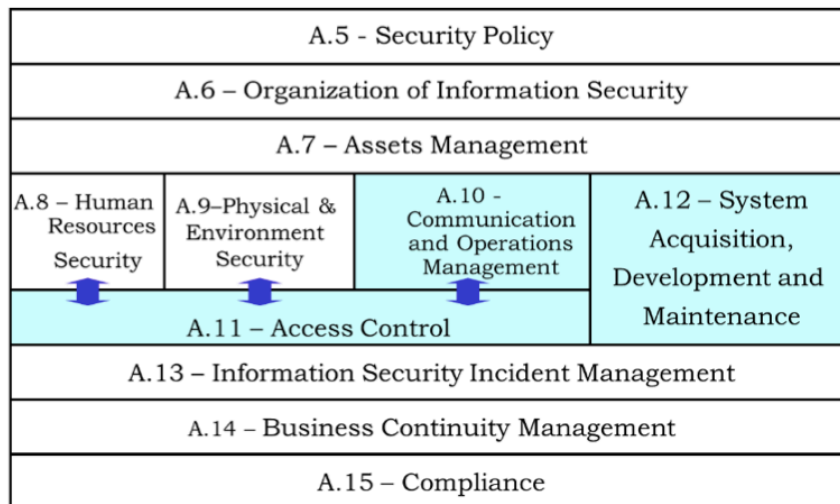 A.5 - Security Policy
A.6 – Organization of Information Security
A.7 – Assets Management
A.8 – Human
Resources
Security
A.9–Physical &
Environment
Security
A.10 -
Communication
and Operations
Management
A.12 – System
Acquisition,
Development and
Maintenance
A.11 – Access Control
A.13 – Information Security Incident Management
A.14 – Business Continuity Management
A.15 – Compliance